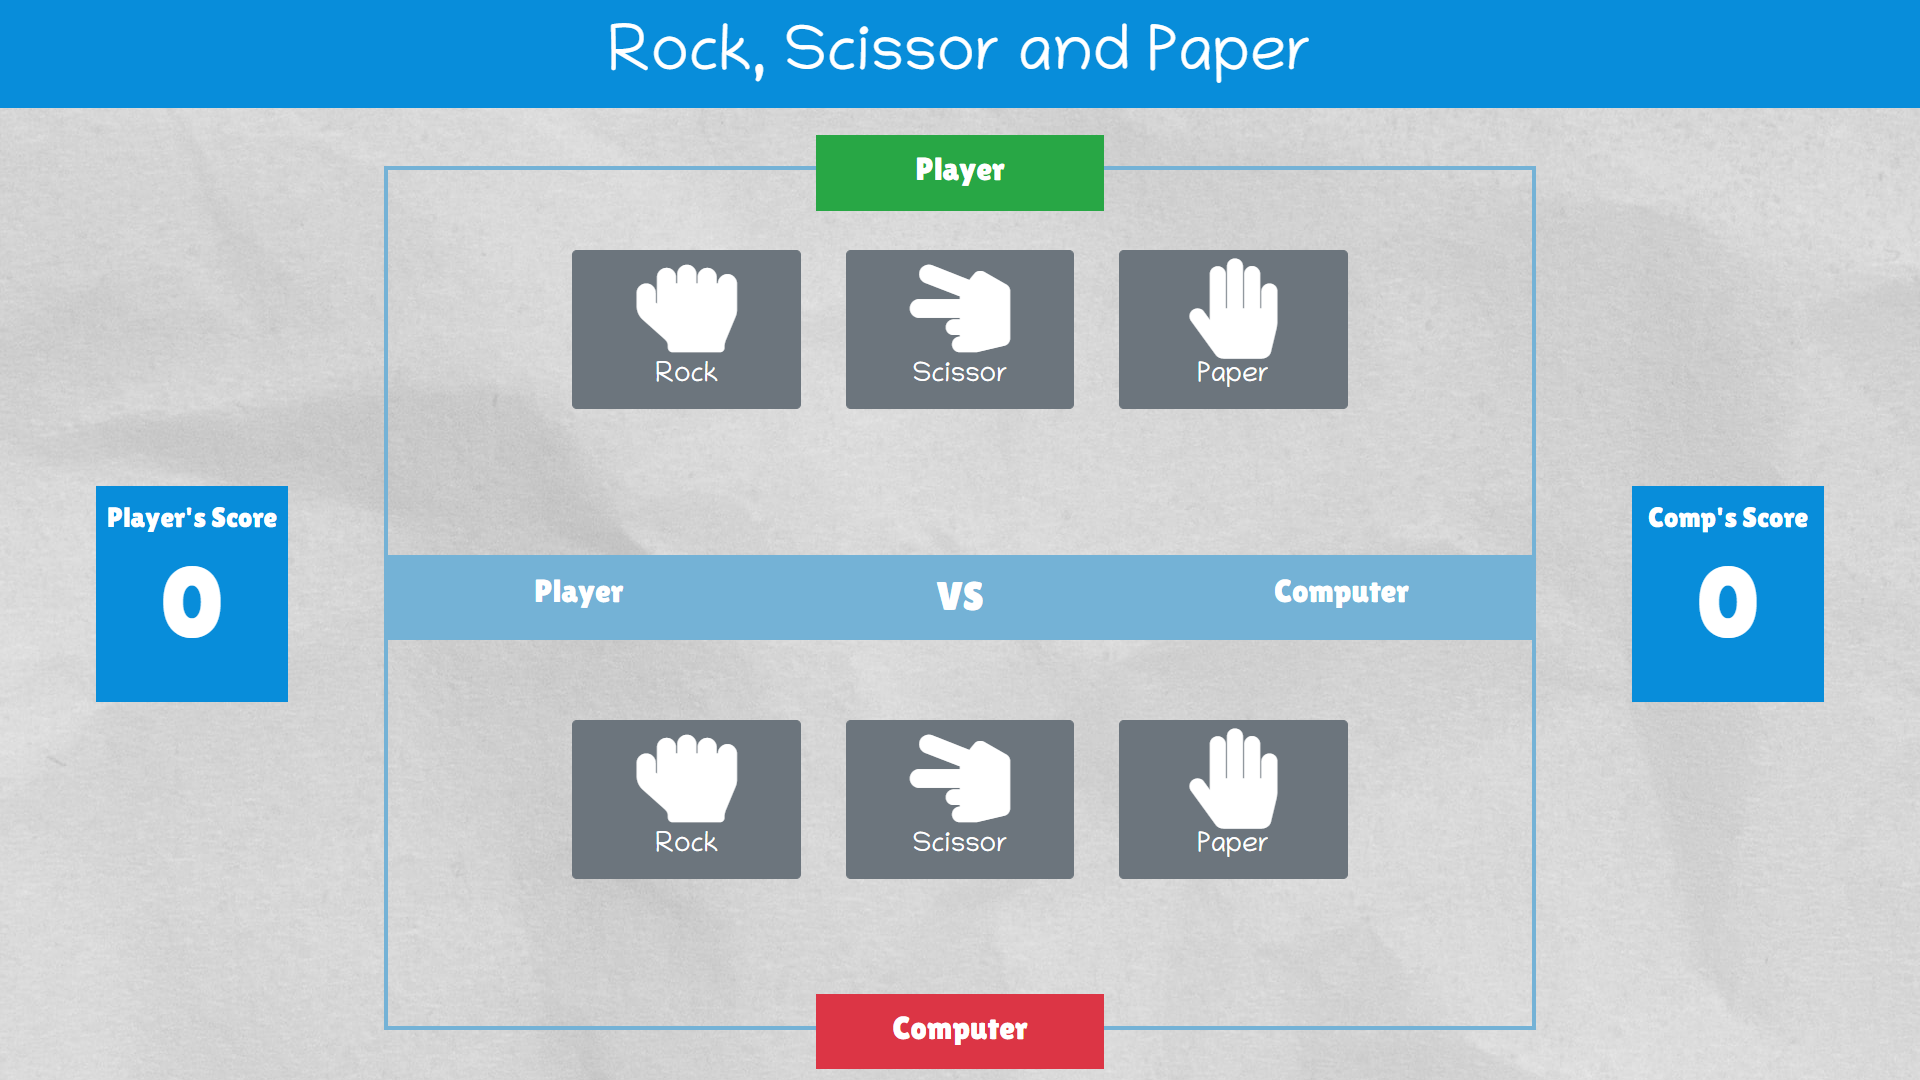 Rock, Scissor and Paper
Player
Rock
Scissor
Paper
Player's Score
0
Player
VS
Computer
Comp's Score
0
Rock
Scissor
Paper
Computer